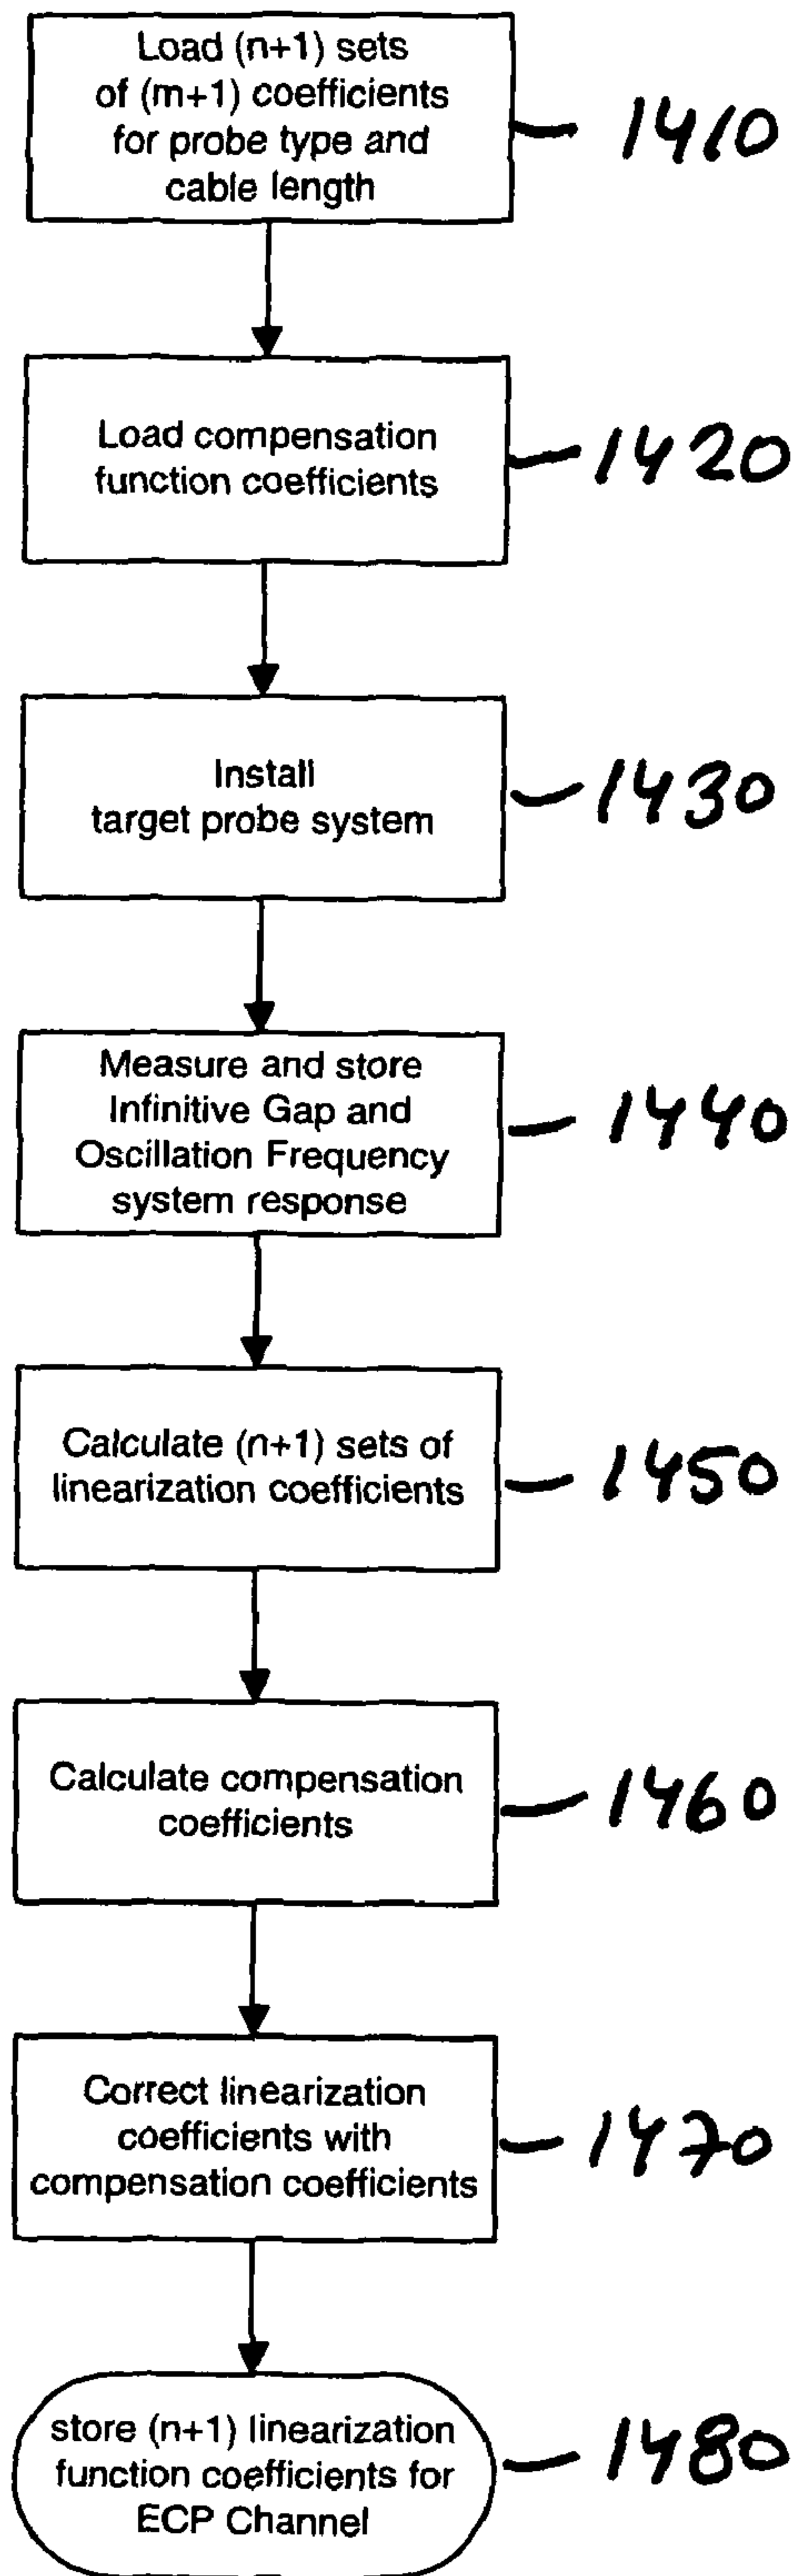 Load (n+1) sets
of (m+1) coefficients
for probe type and
cable length
1410
Load compensation
function coefficients
1420
Install
target probe system
1430
Measure and store
Infinitive Gap and
Oscillation Frequency
system response
1440
Calculate (n+1) sets of
linearization coefficients
1450
Calculate compensation
coefficients
1460
Correct linearization
coefficients with
compensation coefficients
1470
store (n+1) linearization
function coefficients for
ECP Channel
1480